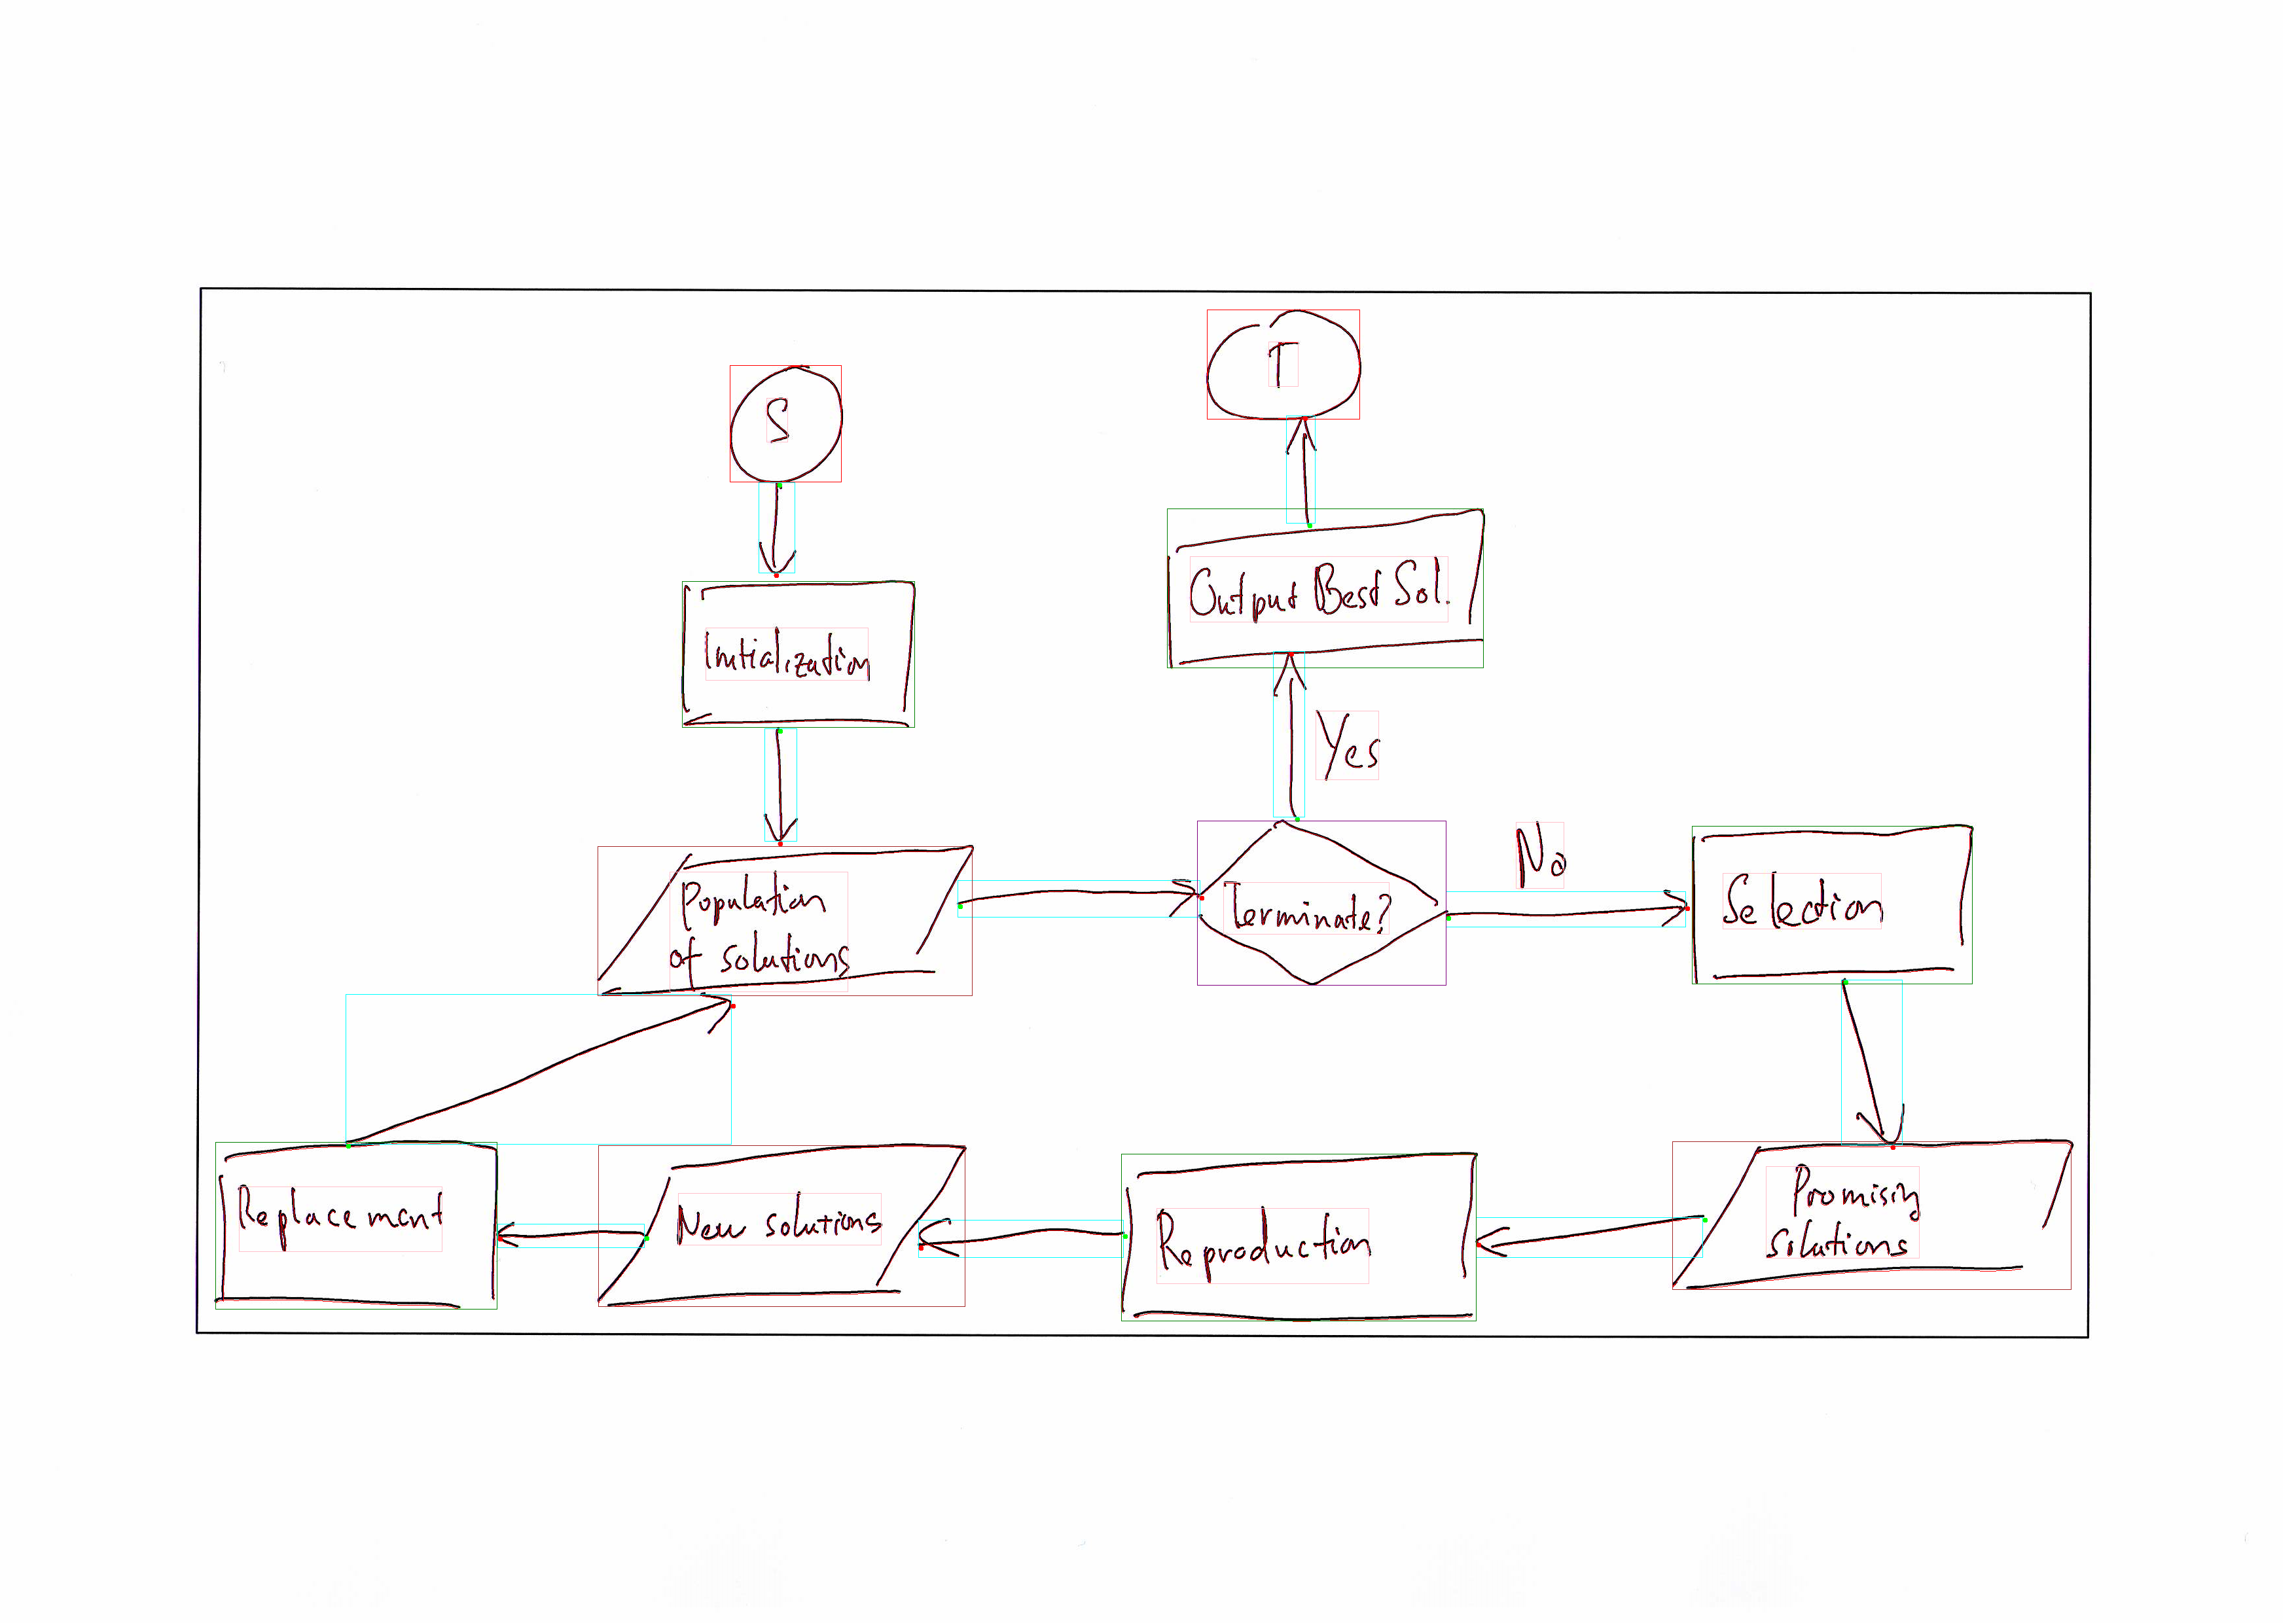 T
S
Output Best Sol.
Initialization
Yes
No
Population
of solutions
Terminate?
Selection
Replacement
New solutions
Reproduction
Promising
solutions